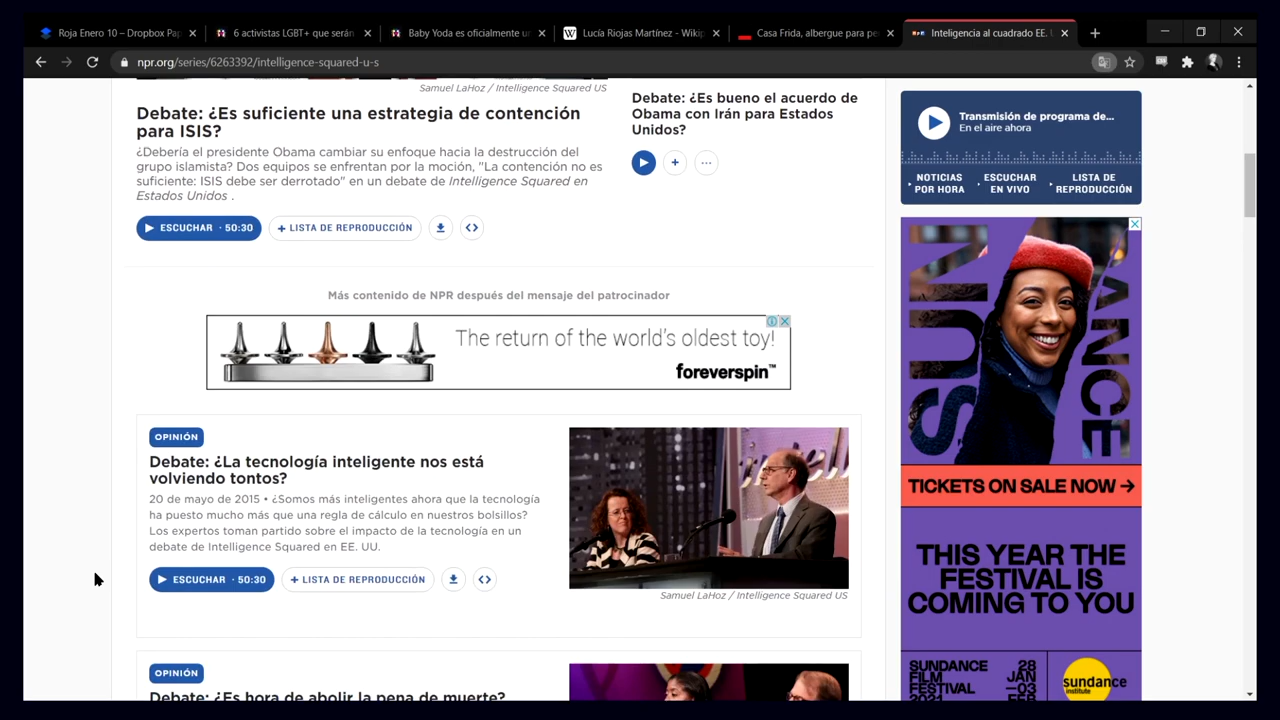 Roja Enero 10 – Dropbox Pap
6 activistas LGBT+ que serán
Baby Yoda es oficialmente u
Lucía Riojas Martínez - Wikip
Casa Frida, albergue para pe
Inteligencia al cuadrado EE. U
npr.org/series/6263392/intelligence-squared-u-s
Samuel LaHoz / Intelligence Squared US
Debate: ¿Es suficiente una estrategia de contención
para ISIS?
¿Debería el presidente Obama cambiar su enfoque hacia la destrucción del
grupo islamista? Dos equipos se enfrentan por la moción, "La contención no es
suficiente: ISIS debe ser derrotado" en un debate de Intelligence Squared en
Estados Unidos .
ESCUCHAR · 50:30
+ LISTA DE REPRODUCCIÓN
Debate: ¿Es bueno el acuerdo de
Obama con Irán para Estados
Unidos?
Más contenido de NPR después del mensaje del patrocinador
The return of the world's oldest toy!
foreverspin™
OPINIÓN
Debate: ¿La tecnología inteligente nos está
volviendo tontos?
20 de mayo de 2015 • ¿Somos más inteligentes ahora que la tecnología
ha puesto mucho más que una regla de cálculo en nuestros bolsillos?
Los expertos toman partido sobre el impacto de la tecnología en un
debate de Intelligence Squared en EE. UU.
ESCUCHAR · 50:30
+ LISTA DE REPRODUCCIÓN
Samuel LaHoz / Intelligence Squared US
OPINIÓN
Debate: ¿Es hora de abolir la pena de muerte?
Transmisión de programa de...
En el aire ahora
NOTICIAS
POR HORA
ESCUCHAR
EN VIVO
LISTA DE
REPRODUCCIÓN
SUN
DANCE
TICKETS ON SALE NOW →
THIS YEAR THE
FESTIVAL IS
COMING TO YOU
SUNDANCE
FILM
FESTIVAL
2021
28
JAN
—03
FEB
sundance
institute